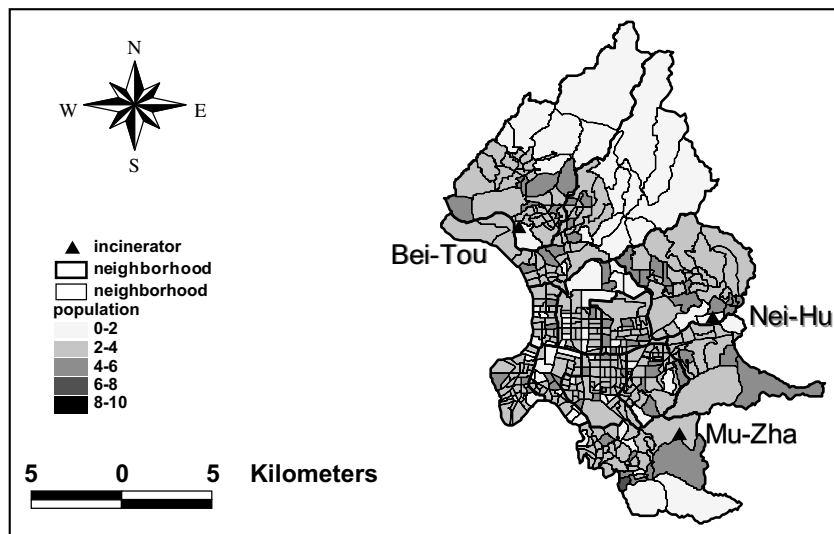 N
W E
S
Bei-Tou
Nei-Hu
Mu-Zha
incinerator
neighborhood
neighborhood
population
0-2
2-4
4-6
6-8
8-10
5 0 5 Kilometers